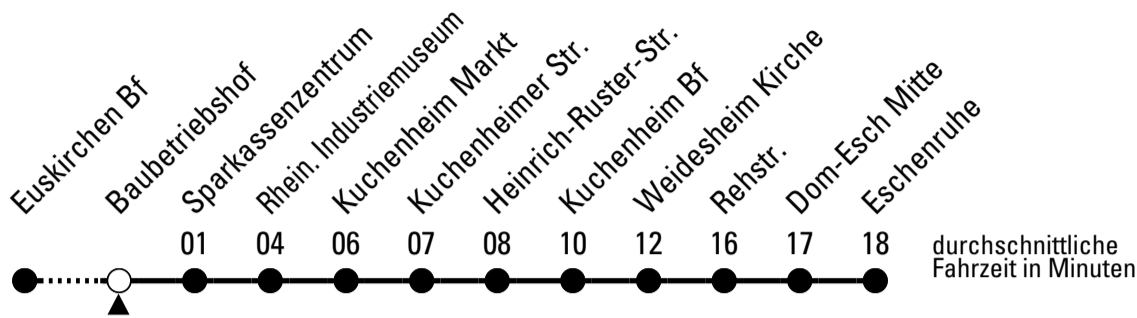 Euskirchen Bf
Baubetriebshof
Sparkassenzentrum
Rhein. Industriemuseum
Kuchenheim Markt
Kuchenheimer Str.
Heinrich-Ruster-Str.
Kuchenheim Bf
Weidesheim Kirche
Rehstr.
Dom-Esch Mitte
Eschenruhe
01 04 06 07 08 10 12 16 17 18
durchschnittliche
Fahrzeit in Minuten